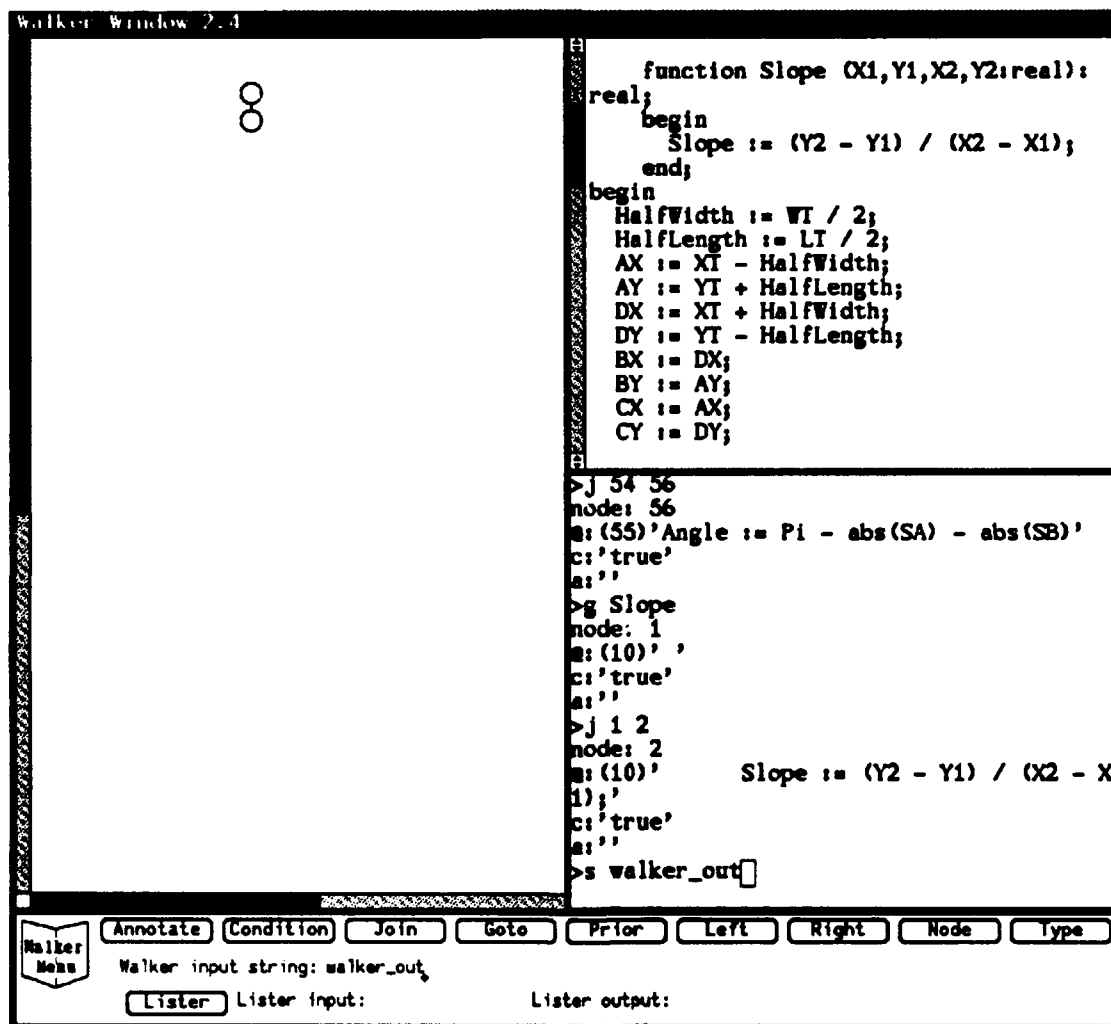 Walker Window 2.4
function Slope (X1,Y1,X2,Y2:real):
real;
begin
Slope := (Y2 - Y1) / (X2 - X1);
end;
begin
HalfWidth := WT / 2;
HalfLength := LT / 2;
AX := XT - HalfWidth;
AY := YT + HalfLength;
DX := XT + HalfWidth;
DY := YT - HalfLength;
BX := DX;
BY := AY;
CX := AX;
CY := DY;
>j 54 56
node: 56
@:(55)'Angle := Pi - abs(SA) - abs(SB)'
c:'true'
a:''
>g Slope
node: 1
@:(10)' '
c:'true'
a:''
>j 1 2
node: 2
@:(10)' Slope := (Y2 - Y1) / (X2 - X
1);'
c:'true'
a:''
>s walker_out
Walker Menu
Annotate Condition Join Goto Prior Left Right Node Type
Walker input string: walker_out
Lister Lister input: Lister output: